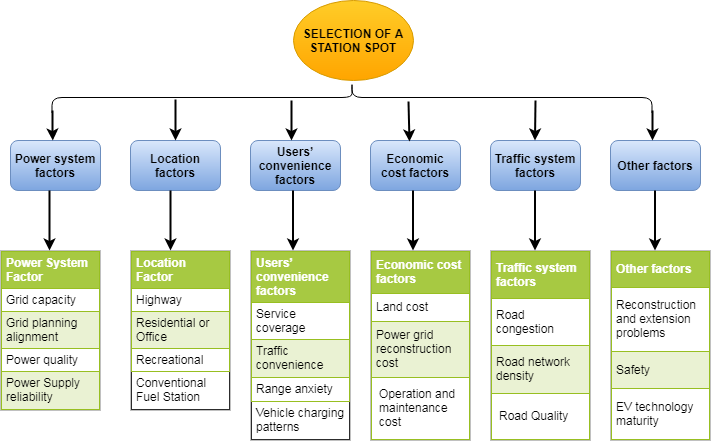 SELECTION OF A
STATION SPOT
Power system
factors
Location
factors
Users'
convenience
factors
Economic
cost factors
Traffic system
factors
Other factors
Power System
Factor
Grid capacity
Grid planning
alignment
Power quality
Power Supply
reliability
Location
Factor
Highway
Residential or
Office
Recreational
Conventional
Fuel Station
Users'
convenience
factors
Service
coverage
Traffic
convenience
Range anxiety
Vehicle charging
patterns
Economic cost
factors
Land cost
Power grid
reconstruction
cost
Operation and
maintenance
cost
Traffic system
factors
Road
congestion
Road network
density
Road Quality
Other factors
Reconstruction
and extension
problems
Safety
EV technology
maturity